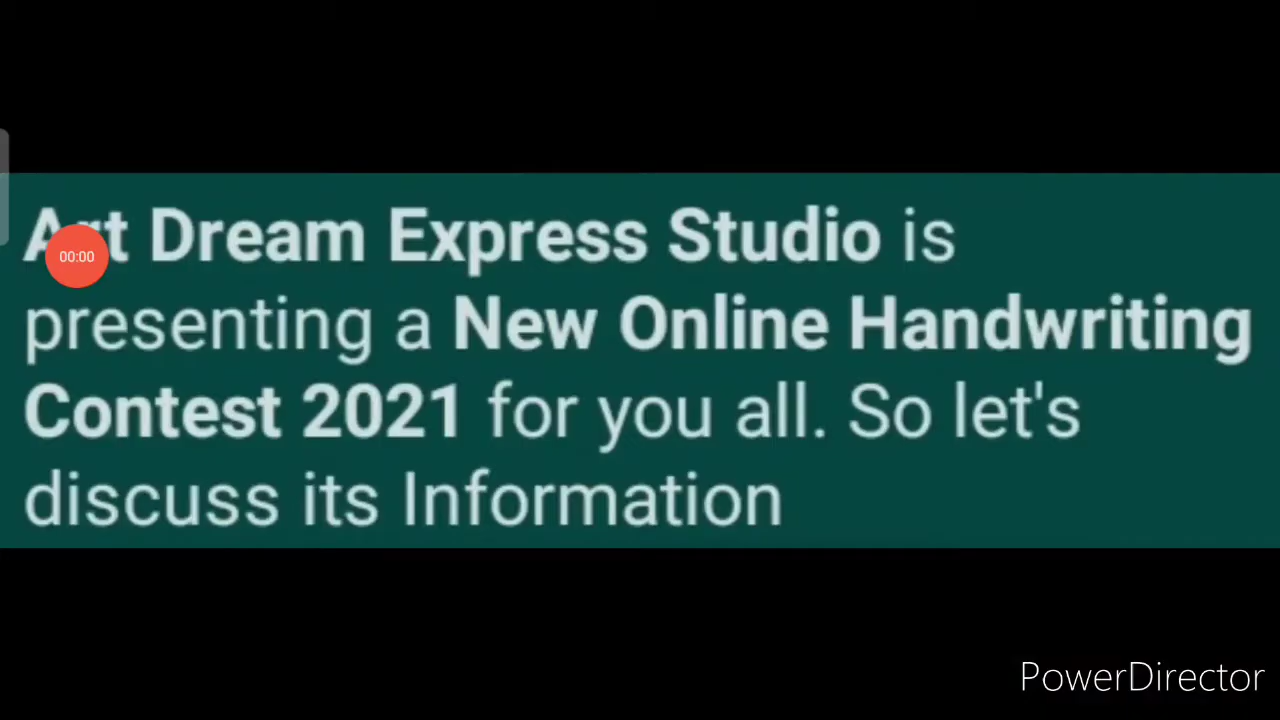 Art Dream Express Studio is
00:00
presenting a New Online Handwriting
Contest 2021 for you all. So let's
discuss its Information
PowerDirector